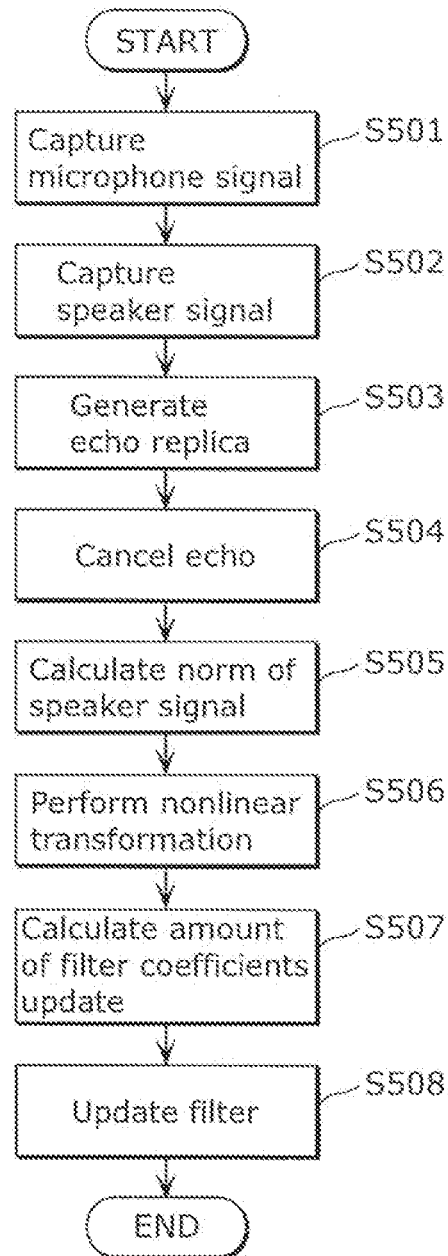 START
Capture
microphone signal
S501
Capture
speaker signal
S502
Generate
echo replica
S503
Cancel echo
S504
Calculate norm of
speaker signal
S505
Perform nonlinear
transformation
S506
Calculate amount
of filter coefficients
update
S507
Update filter
S508
END